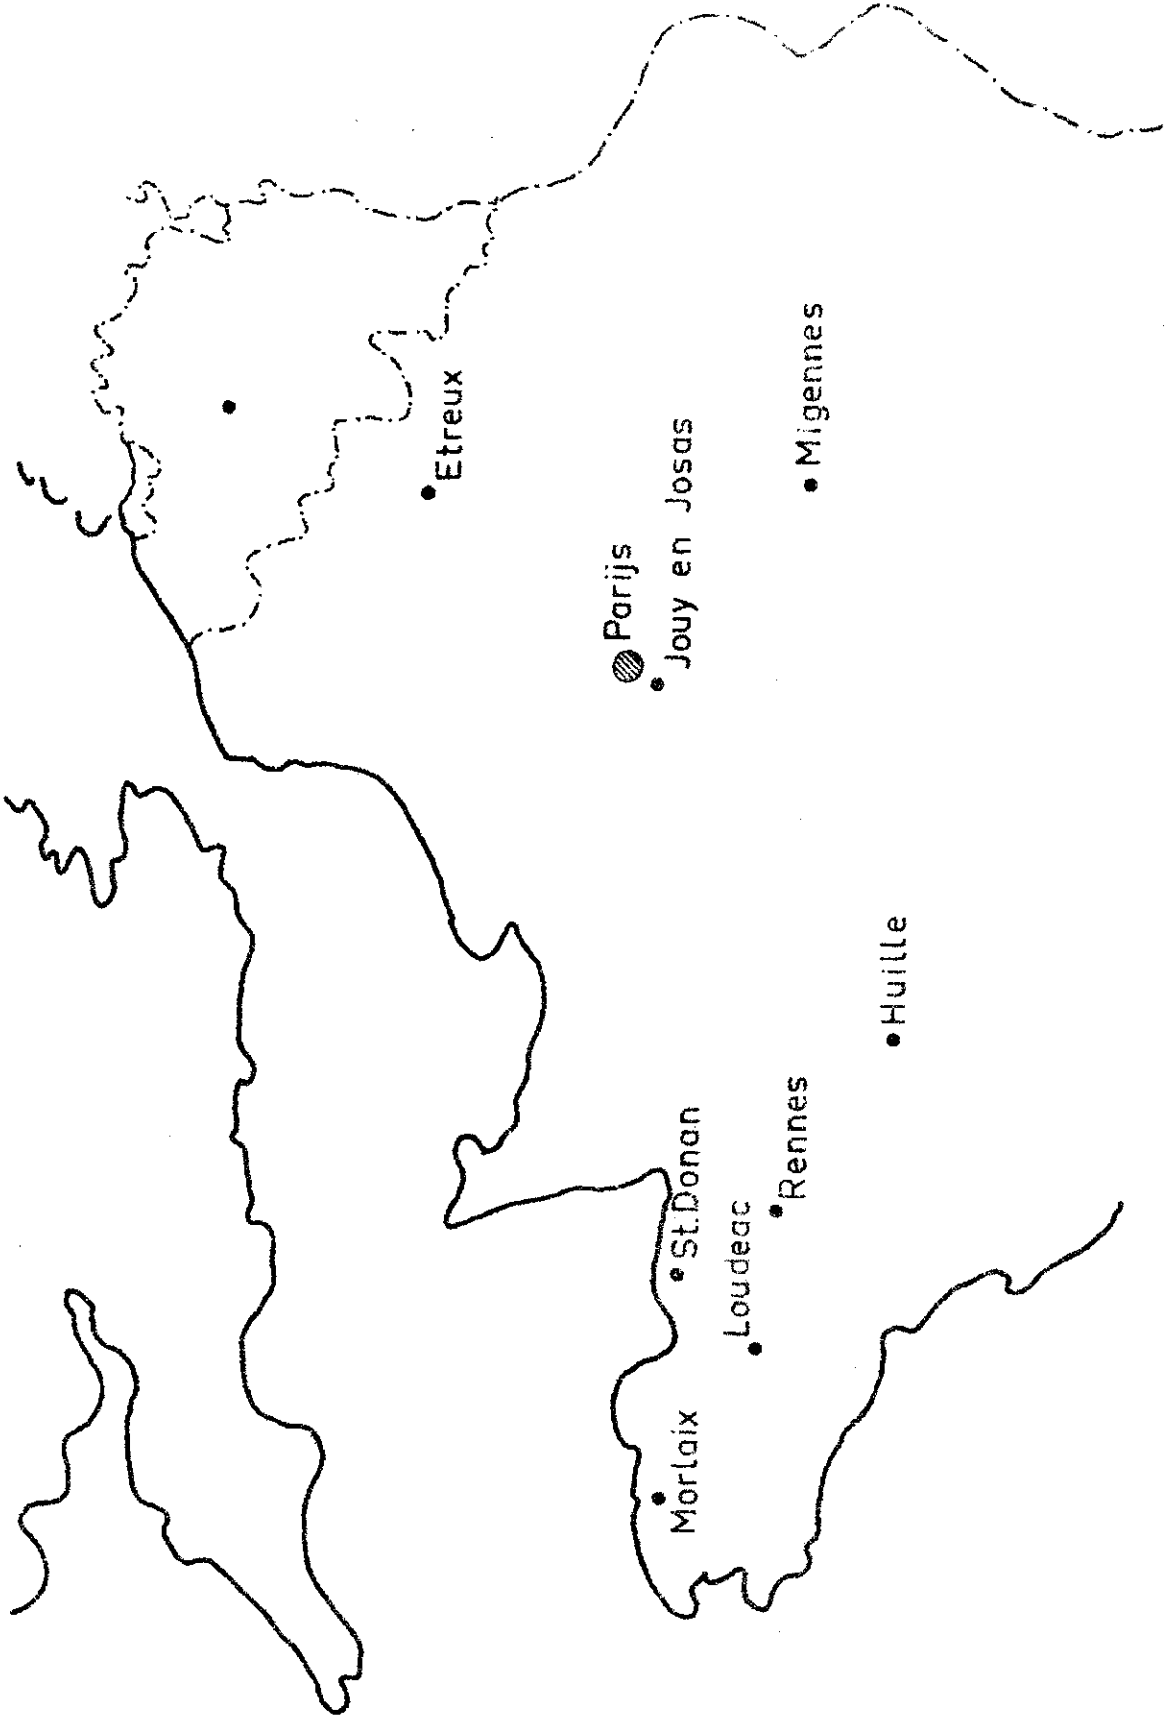 Etreux
Parijs
Jouy en Josas
Migennes
St.Donan
Morlaix
Loudeac
Rennes
Huille